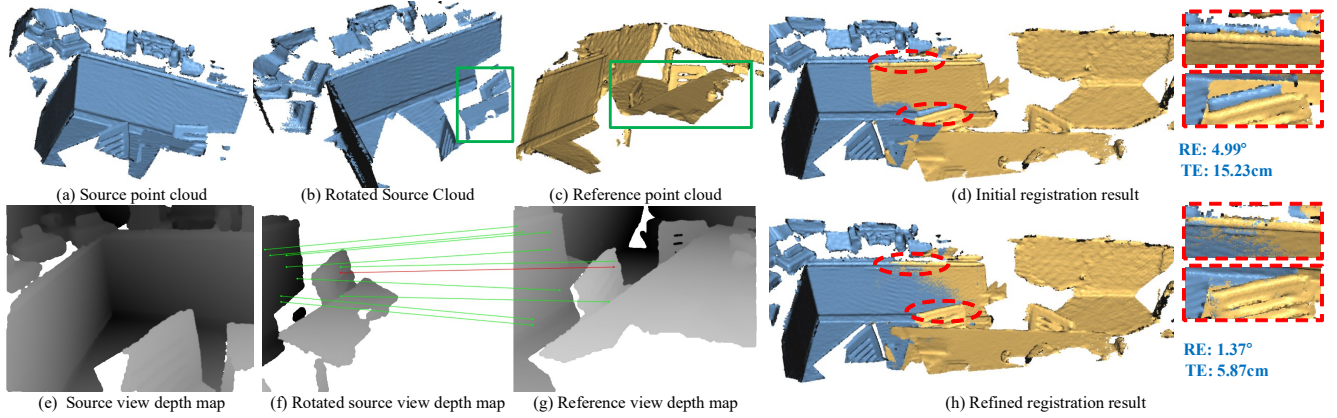 RE: 4.99°
TE: 15.23cm
(a) Source point cloud
(b) Rotated Source Cloud
(c) Reference point cloud
(d) Initial registration result
RE: 1.37°
TE: 5.87cm
(e) Source view depth map
(f) Rotated source view depth map
(g) Reference view depth map
(h) Refined registration result